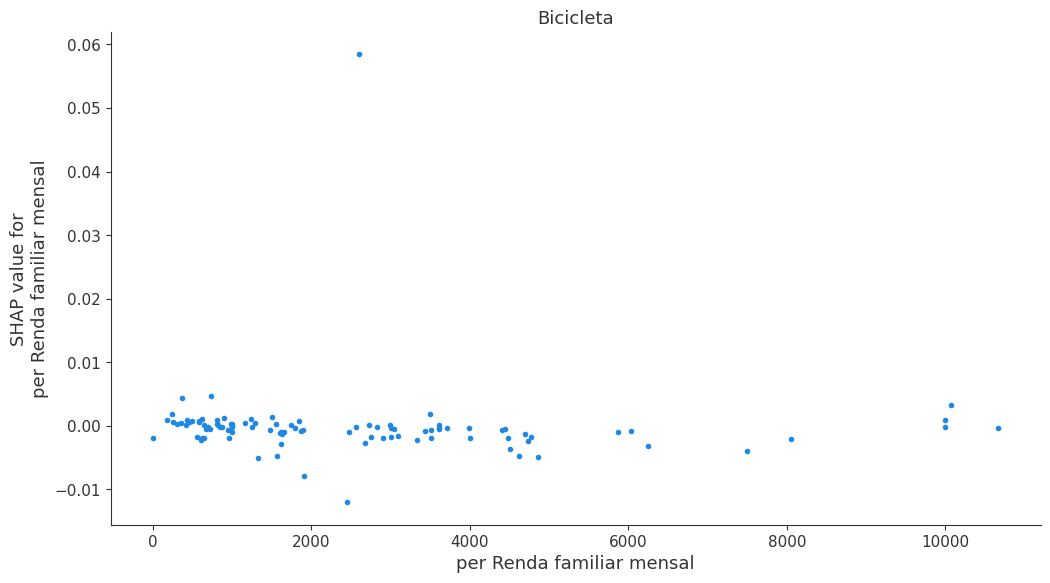 Bicicleta
0.06
0.05
0.04
0.03
0.02
0.01
0.00
−0.01
SHAP value for
per Renda familiar mensal
0 2000 4000 6000 8000 10000
per Renda familiar mensal